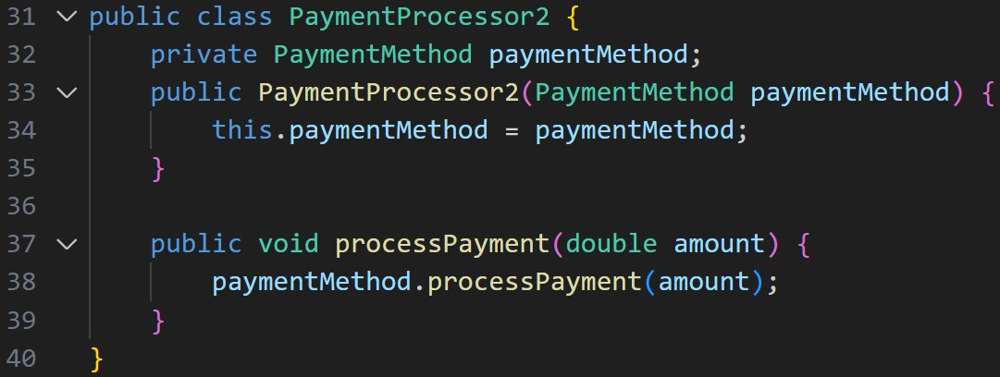 31 public class PaymentProcessor2 {
32     private PaymentMethod paymentMethod;
33     public PaymentProcessor2(PaymentMethod paymentMethod) {
34         this.paymentMethod = paymentMethod;
35     }
36
37     public void processPayment(double amount) {
38         paymentMethod.processPayment(amount);
39     }
40 }